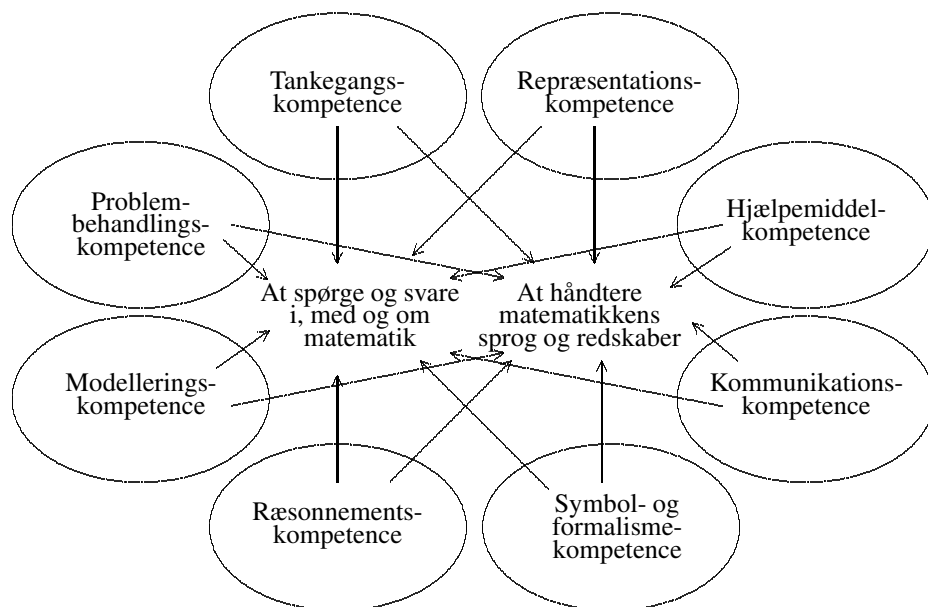 Tankegangs-
kompetence
Repræsentations-
kompetence
Problem-
behandlings-
kompetence
Hjælpemiddel-
kompetence
At spørge og svare
i, med og om
matematik
At håndtere
matematikkens
sprog og redskaber
Modellerings-
kompetence
Kommunikations-
kompetence
Ræsonnements-
kompetence
Symbol- og
formalisme-
kompetence